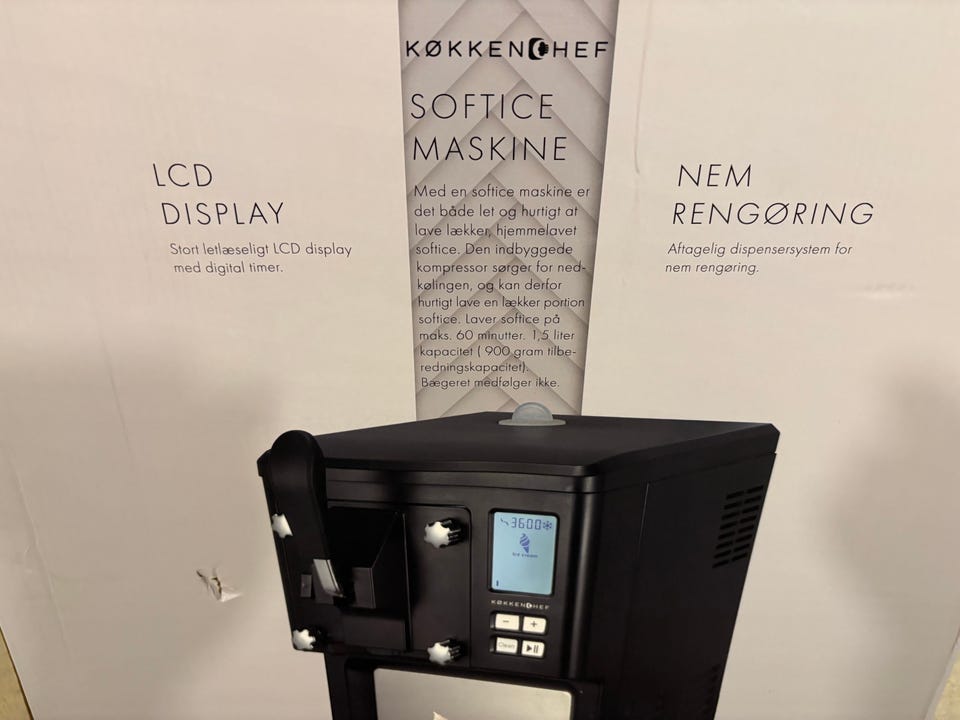 KØKKENCHEF
SOFTICE
MASKINE
Med en softice maskine er
det både let og hurtigt at
lave lækker, hjemmelavet
softice. Den indbyggede
kompressor sørger for ned-
kølingen, og kan derfor
hurtigt lave en lækker portion
softice. Laver softice på
maks. 60 minutter. 1,5 liter
kapacitet ( 900 gram tilbe-
redningskapacitet).
Bægeret medfølger ikke.
LCD
DISPLAY
Stort letlæseligt LCD display
med digital timer.
NEM
RENGØRING
Aftagelig dispensersystem for
nem rengøring.
3600
Ice cream
KØKKENCHEF
- +
Clean